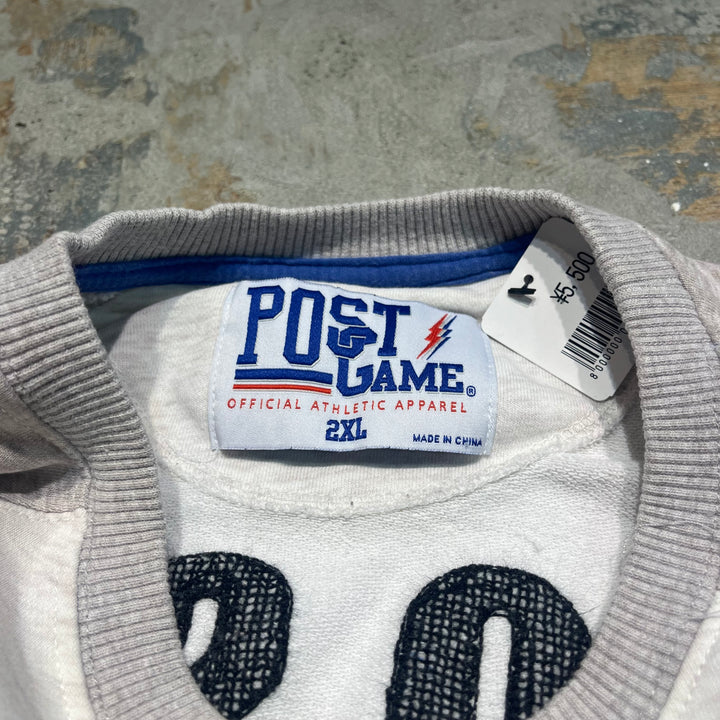 POST
GAME®
OFFICIAL ATHLETIC APPAREL
2XL
MADE IN CHINA
¥5,500